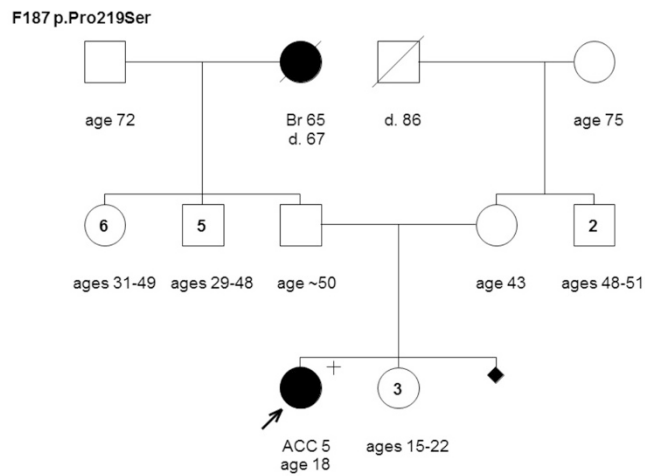 F187 p.Pro219Ser
age 72
Br 65
d. 67
d. 86
age 75
6
5
2
ages 31-49
ages 29-48
age ~50
age 43
ages 48-51
+
3
ACC 5
age 18
ages 15-22